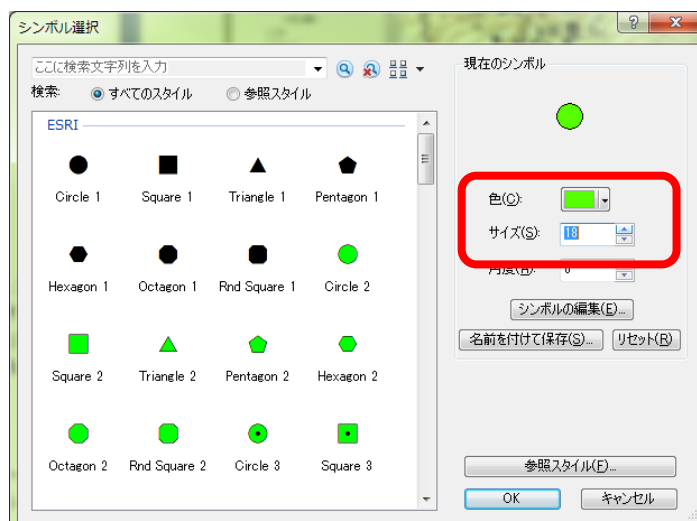 シンボル選択
ここに検索文字列を入力
検索: すべてのスタイル 参照スタイル
ESRI
Circle 1 Square 1 Triangle 1 Pentagon 1
Hexagon 1 Octagon 1 Rnd Square 1 Circle 2
Square 2 Triangle 2 Pentagon 2 Hexagon 2
Octagon 2 Rnd Square 2 Circle 3 Square 3
現在のシンボル
色(C):
サイズ(S): 18
角度(A): 0
シンボルの編集(E)...
名前を付けて保存(S)... リセット(R)
参照スタイル(F)...
OK キャンセル